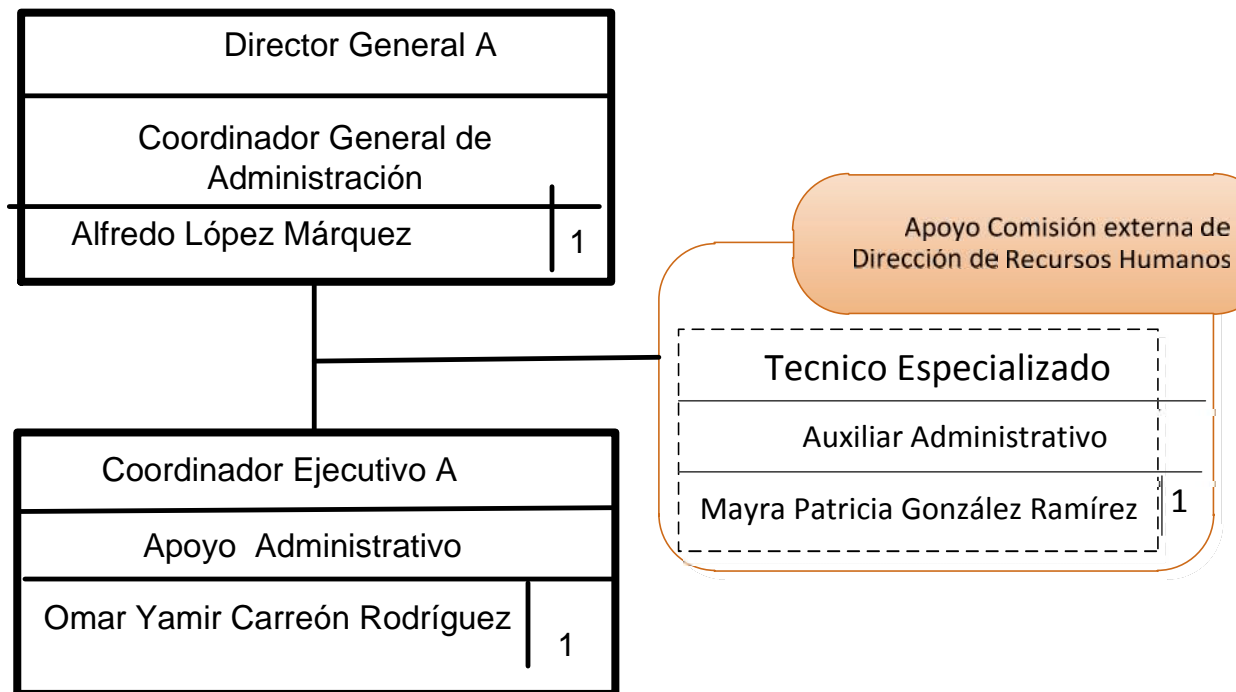 Director General A
Coordinador General de
Administración
Alfredo López Márquez 1
Apoyo Comisión externa de
Dirección de Recursos Humanos
Tecnico Especializado
Auxiliar Administrativo
Mayra Patricia González Ramírez 1
Coordinador Ejecutivo A
Apoyo Administrativo
Omar Yamir Carreón Rodríguez 1